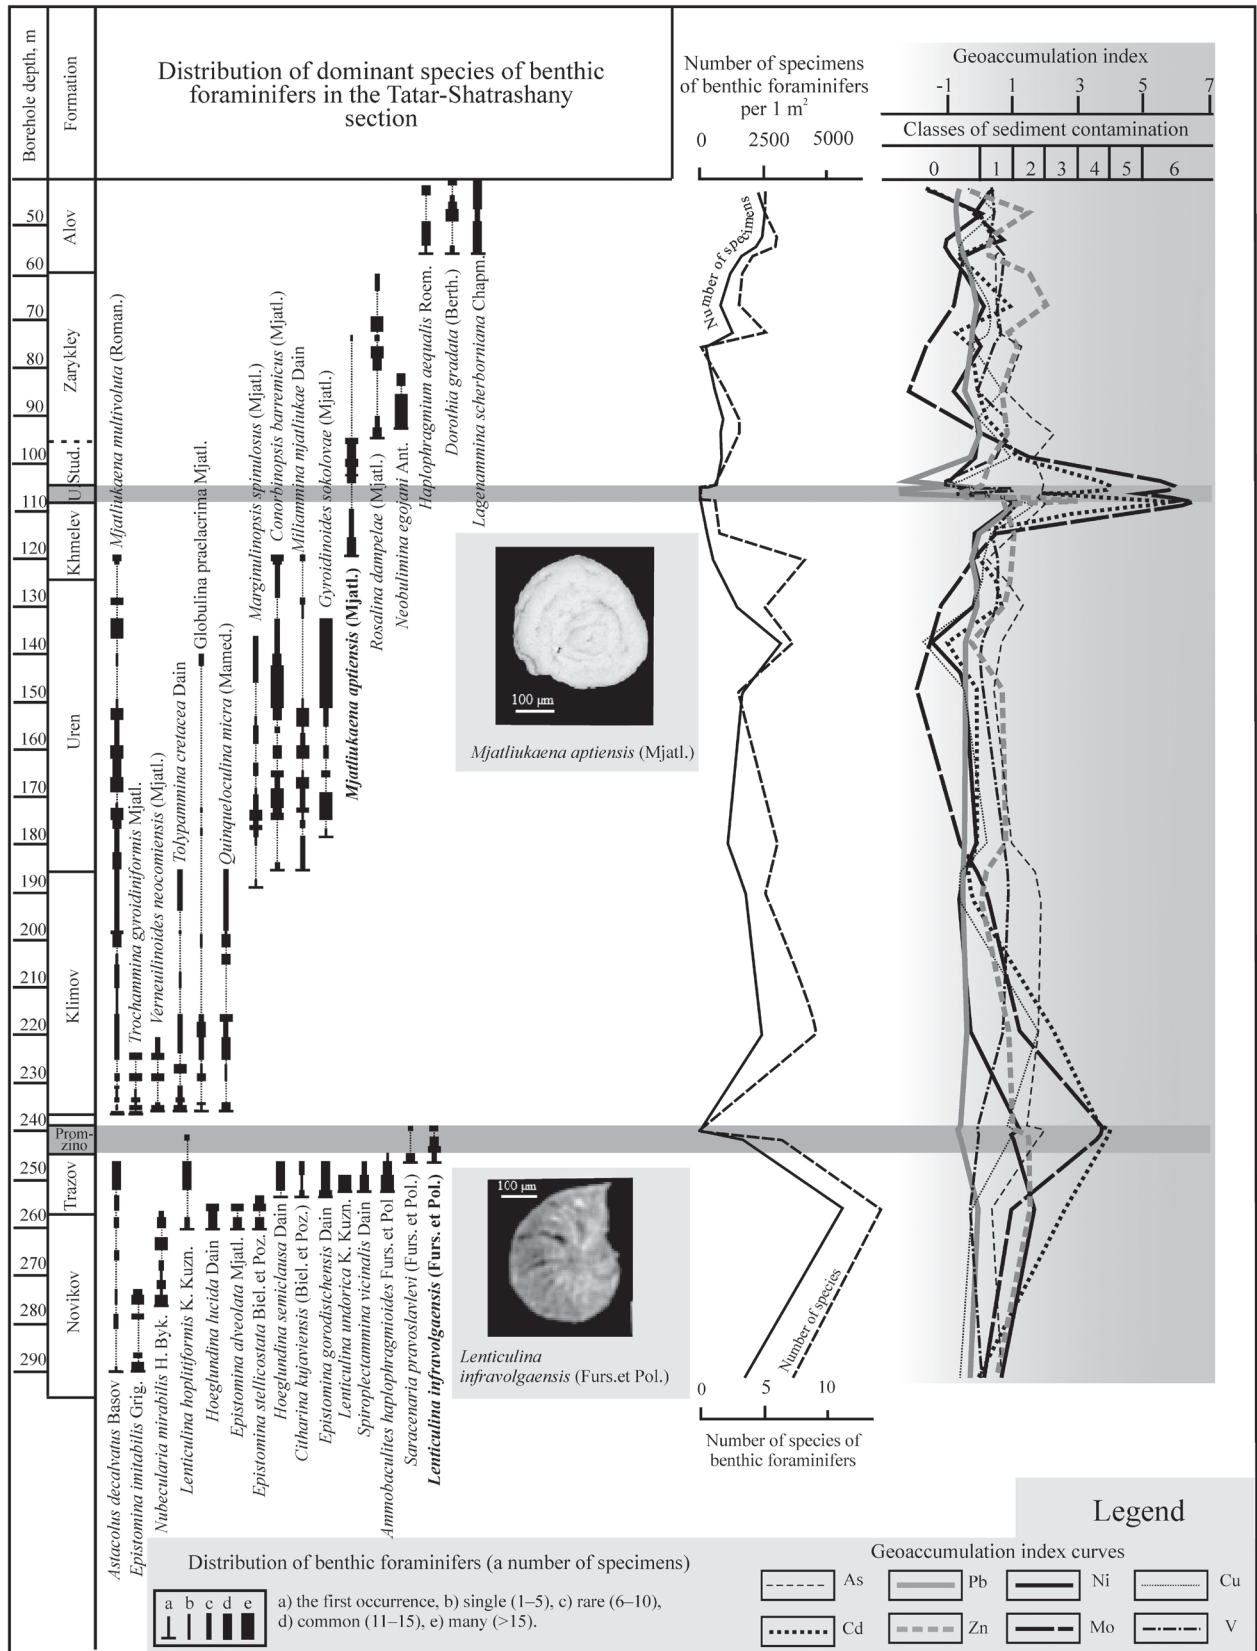 Borehole depth, m
Formation
Distribution of dominant species of benthic
foraminifers in the Tatar-Shatrashany
section
Number of specimens
of benthic foraminifers
per 1 m2
0 2500 5000
Geoaccumulation index
-1 1 3 5 7
Classes of sediment contamination
0 1 2 3 4 5 6
50
60
70
80
90
100
110
120
130
140
150
160
170
180
190
200
210
220
230
240
250
260
270
280
290
Alov
Zarykley
U.Stud.
Khmelev
Uren
Klimov
Prom-
zino
Trazov
Novikov
Mjatliukaena multivoluta (Roman.)
Trochammina gyroidiniformis Mjatl.
Verneuilinoides neocomiensis (Mjatl.)
Tolypammina cretacea Dain
Globulina praelacrima Mjatl.
Quinqueloculina micra (Mamed.)
Marginulinopsis spinulosus (Mjatl.)
Conorbinopsis barremicus (Mjatl.)
Miliammina mjatliukae Dain
Gyroidinoides sokolovae (Mjatl.)
Mjatliukaena aptiensis (Mjatl.)
Rosalina dampelae (Mjatl.)
Neobulimina egojani Ant.
Haplophragmium aequalis Roem.
Dorothia gradata (Berth.)
Lagenammina scherborniana Chapm.
Number of specimens
100 µm
Mjatliukaena aptiensis (Mjatl.)
100 µm
Lenticulina
infravolgaensis (Furs.et Pol.)
Number of species
Astacolus decalvatus Basov
Epistomina imitabilis Grig.
Nubecularia mirabilis H. Byk.
Lenticulina hoplitiformis K. Kuzn.
Hoeglundina lucida Dain
Epistomina alveolata Mjatl.
Epistomina stellicostata Biel. et Poz.
Hoeglundina semiclausa Dain
Citharina kujaviensis (Biel. et Poz.)
Epistomina gorodistchensis Dain
Lenticulina undorica K. Kuzn.
Spiroplectammina vicinalis Dain
Ammobaculites haplophragmioides Furs. et Pol
Saracenaria pravoslavlevi (Furs. et Pol.)
Lenticulina infravolgaensis (Furs. et Pol.)
0 5 10
Number of species of
benthic foraminifers
Legend
Distribution of benthic foraminifers (a number of specimens)
a b c d e
a) the first occurrence, b) single (1–5), c) rare (6–10),
d) common (11–15), e) many (>15).
Geoaccumulation index curves
As Pb Ni Cu
Cd Zn Mo V